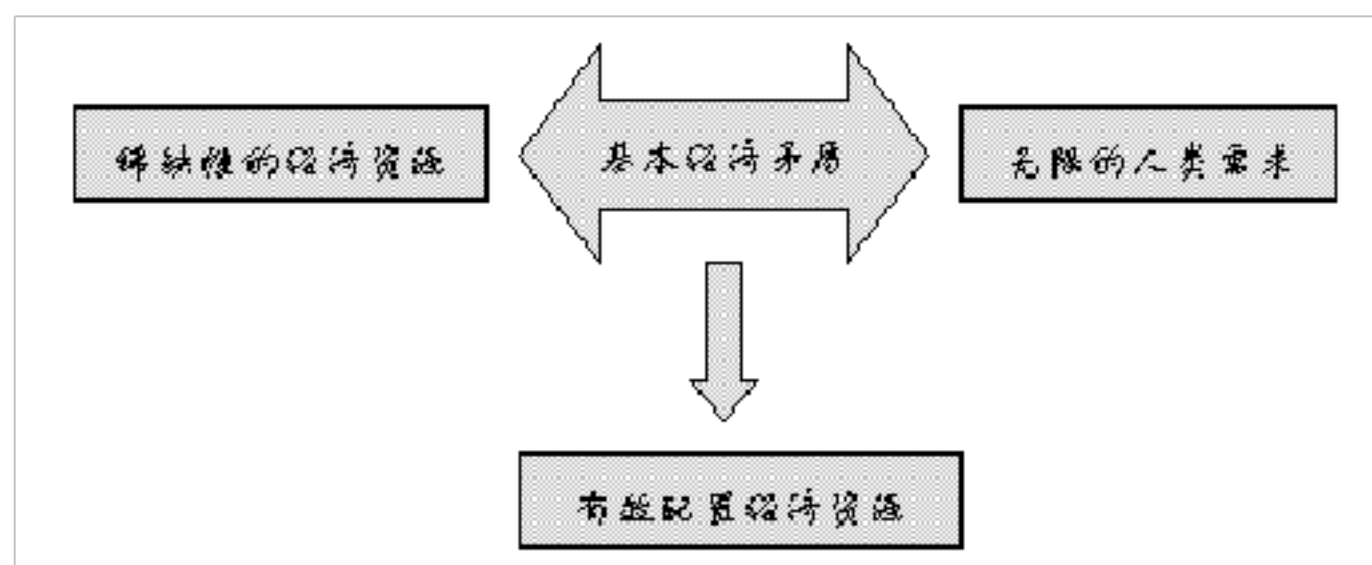 稀缺性的经济资源
基本经济矛盾
无限的人类需求
有效配置经济资源